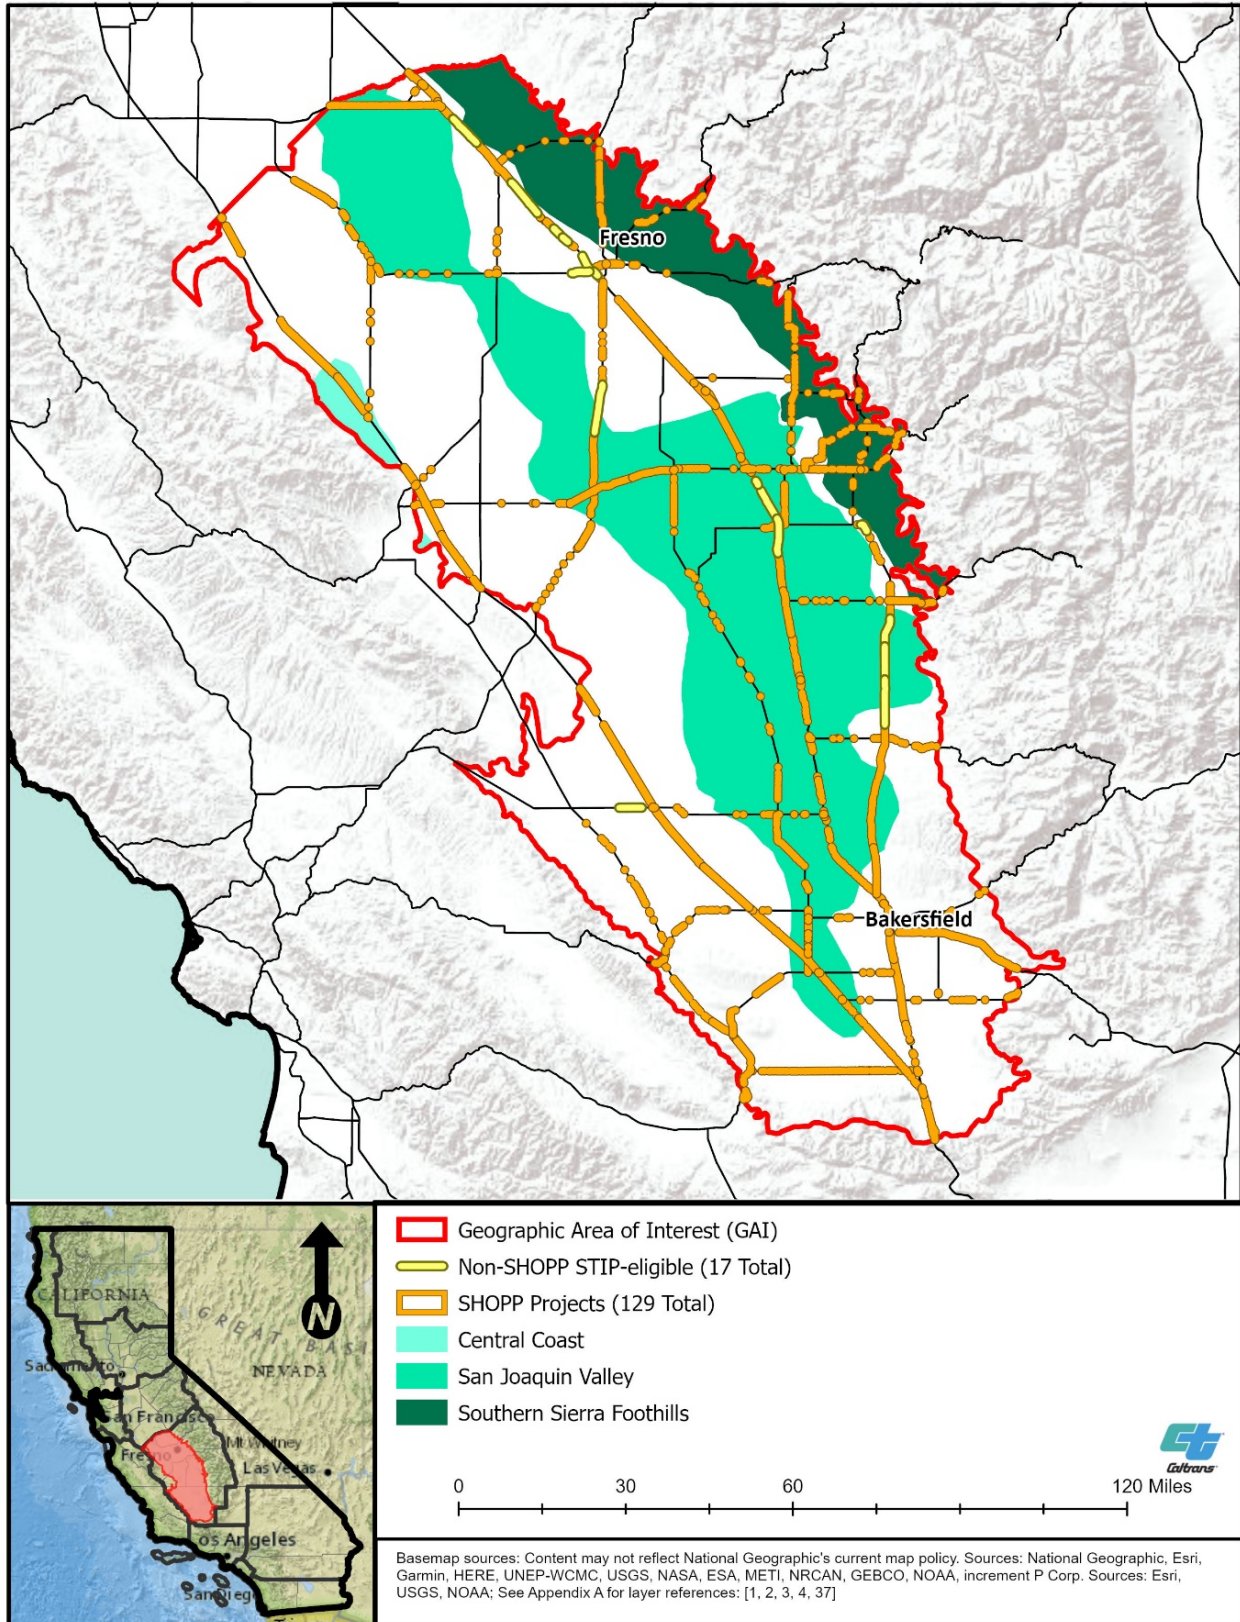 Fresno
Bakersfield
CALIFORNIA
GREAT BASI
NEVADA
Sacramento
San Francisco
Mt Whitney
Fresno
Las Vegas
os Angeles
San Diego
N
Geographic Area of Interest (GAI)
Non-SHOPP STIP-eligible (17 Total)
SHOPP Projects (129 Total)
Central Coast
San Joaquin Valley
Southern Sierra Foothills
Ct
Caltrans
0 30 60 120 Miles
Basemap sources: Content may not reflect National Geographic's current map policy. Sources: National Geographic, Esri,
Garmin, HERE, UNEP-WCMC, USGS, NASA, ESA, METI, NRCAN, GEBCO, NOAA, increment P Corp. Sources: Esri,
USGS, NOAA; See Appendix A for layer references: [1, 2, 3, 4, 37]